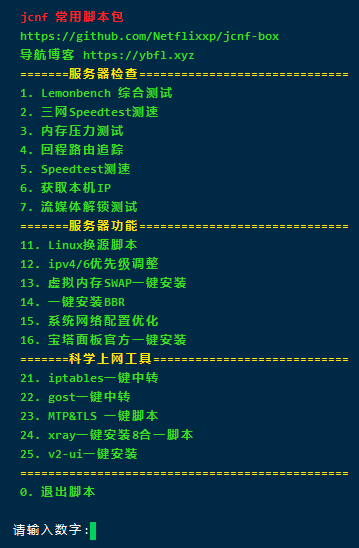 jcnf 常用脚本包
https://github.com/Netflixxp/jcnf-box
导航博客 https://ybfl.xyz
=======服务器检查==============================
1. Lemonbench 综合测试
2. 三网Speedtest测速
3. 内存压力测试
4. 回程路由追踪
5. Speedtest测速
6. 获取本机IP
7. 流媒体解锁测试
=======服务器功能==============================
11. Linux换源脚本
12. ipv4/6优先级调整
13. 虚拟内存SWAP一键安装
14. 一键安装BBR
15. 系统网络配置优化
16. 宝塔面板官方一键安装
=======科学上网工具============================
21. iptables一键中转
22. gost一键中转
23. MTP&TLS 一键脚本
24. xray一键安装8合一脚本
25. v2-ui一键安装
===============================================
0. 退出脚本
请输入数字: